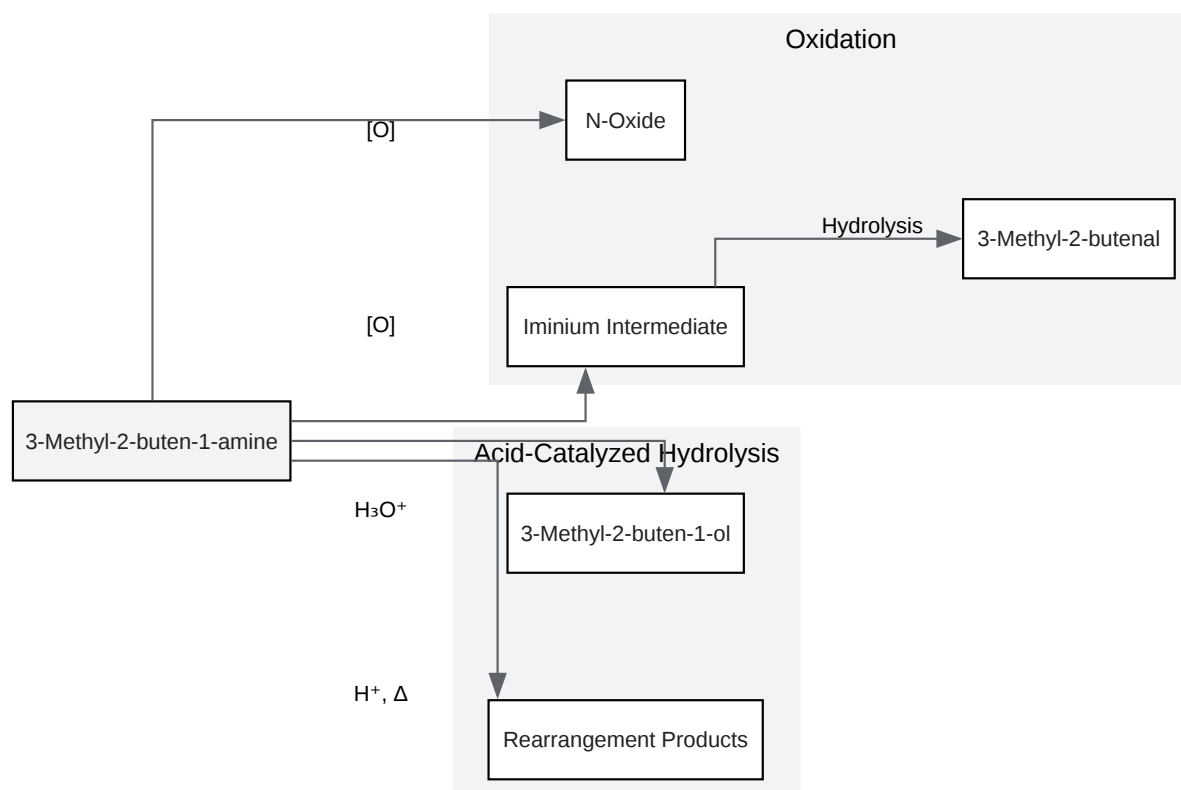 Oxidation
N-Oxide
[O]
Hydrolysis
3-Methyl-2-butenal
[O]
Iminium Intermediate
3-Methyl-2-buten-1-amine
Acid-Catalyzed Hydrolysis
H₃O⁺
3-Methyl-2-buten-1-ol
H⁺, Δ
Rearrangement Products